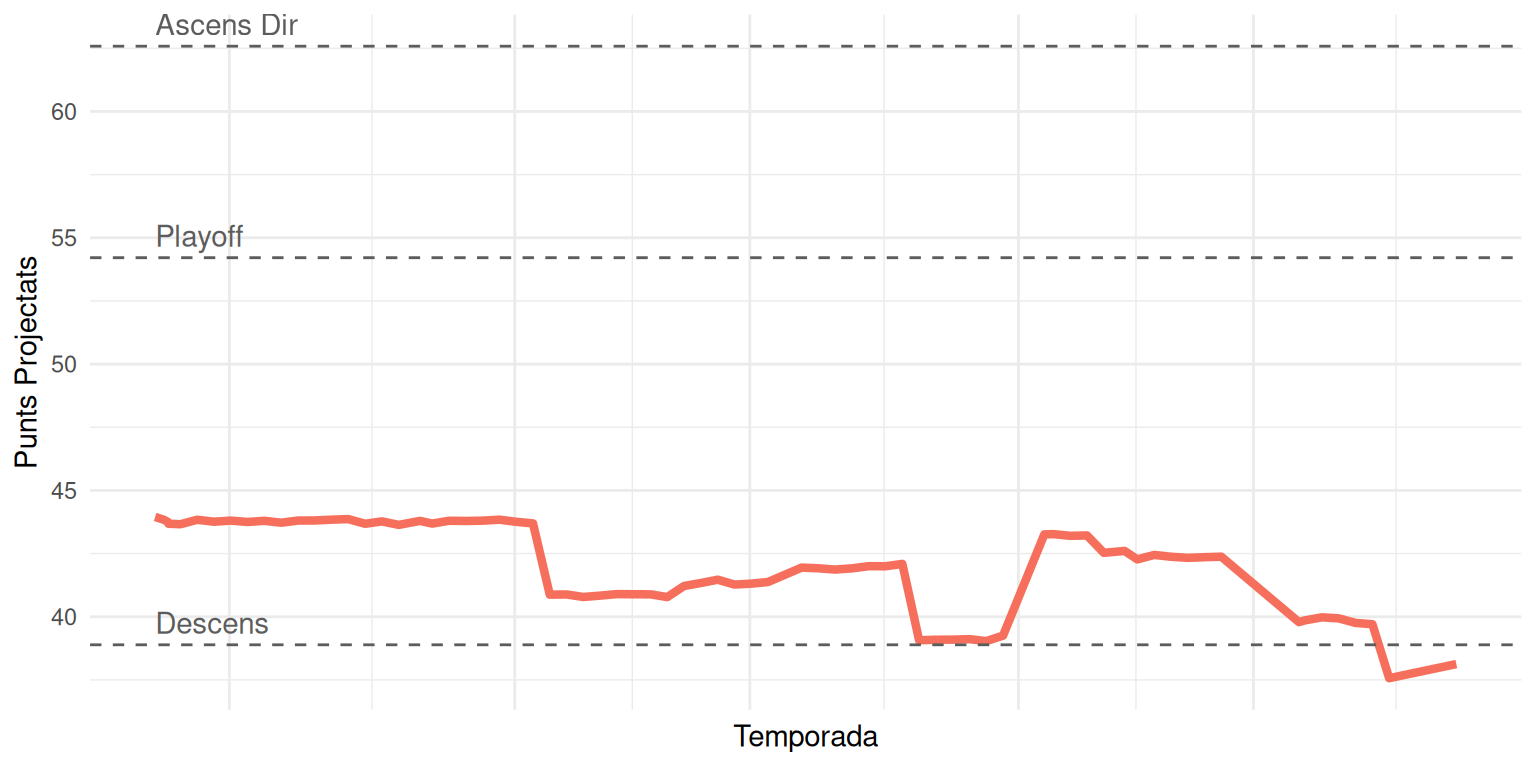 Ascens Dir
60
Playoff
55
50
45
Descens
40
Punts Projectats
Temporada